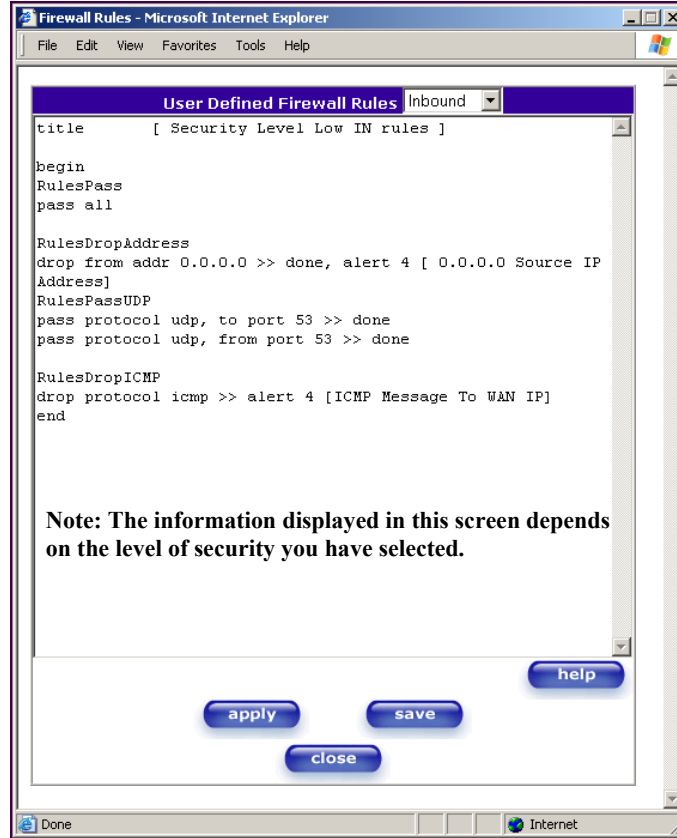 Firewall Rules - Microsoft Internet Explorer
File Edit View Favorites Tools Help
User Defined Firewall Rules Inbound
title [ Security Level Low IN rules ]
begin
RulesPass
pass all
RulesDropAddress
drop from addr 0.0.0.0 >> done, alert 4 [ 0.0.0.0 Source IP
Address]
RulesPassUDP
pass protocol udp, to port 53 >> done
pass protocol udp, from port 53 >> done
RulesDropICMP
drop protocol icmp >> alert 4 [ICMP Message To WAN IP]
end
Note: The information displayed in this screen depends
on the level of security you have selected.
help
apply save
close
Done Internet